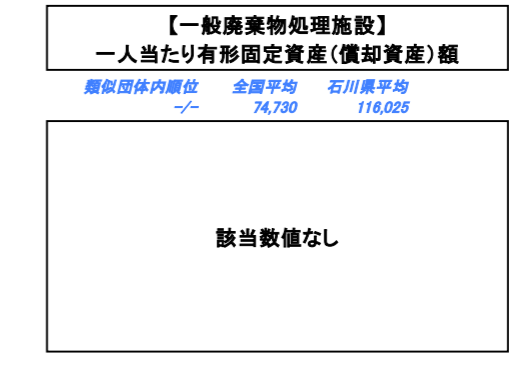 【一般廃棄物処理施設】
一人当たり有形固定資産（償却資産）額
類似団体内順位 全国平均 石川県平均
-/- 74,730 116,025
該当数値なし